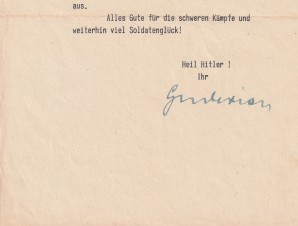 aus.
Alles Gute für die schweren Kämpfe und
weiterhin viel Soldatenglück!
Heil Hitler !
Ihr
Guderian